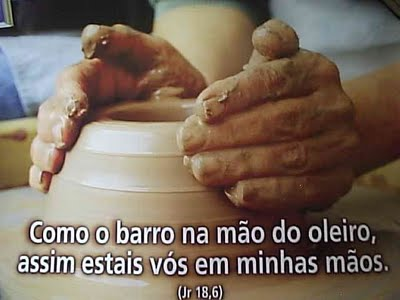 Como o barro na mão do oleiro,
assim estais vós em minhas mãos.
(Jr 18,6)